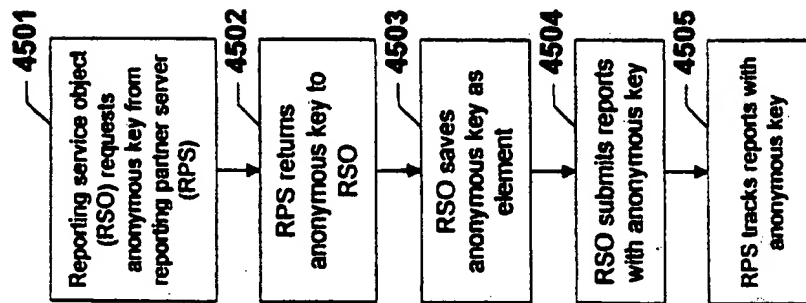 4501
Reporting service object
(RSO) requests
anonymous key from
reporting partner server
(RPS)
4502
RPS returns
anonymous key to
RSO
4503
RSO saves
anonymous key as
element
4504
RSO submits reports
with anonymous key
4505
RPS tracks reports with
anonymous key